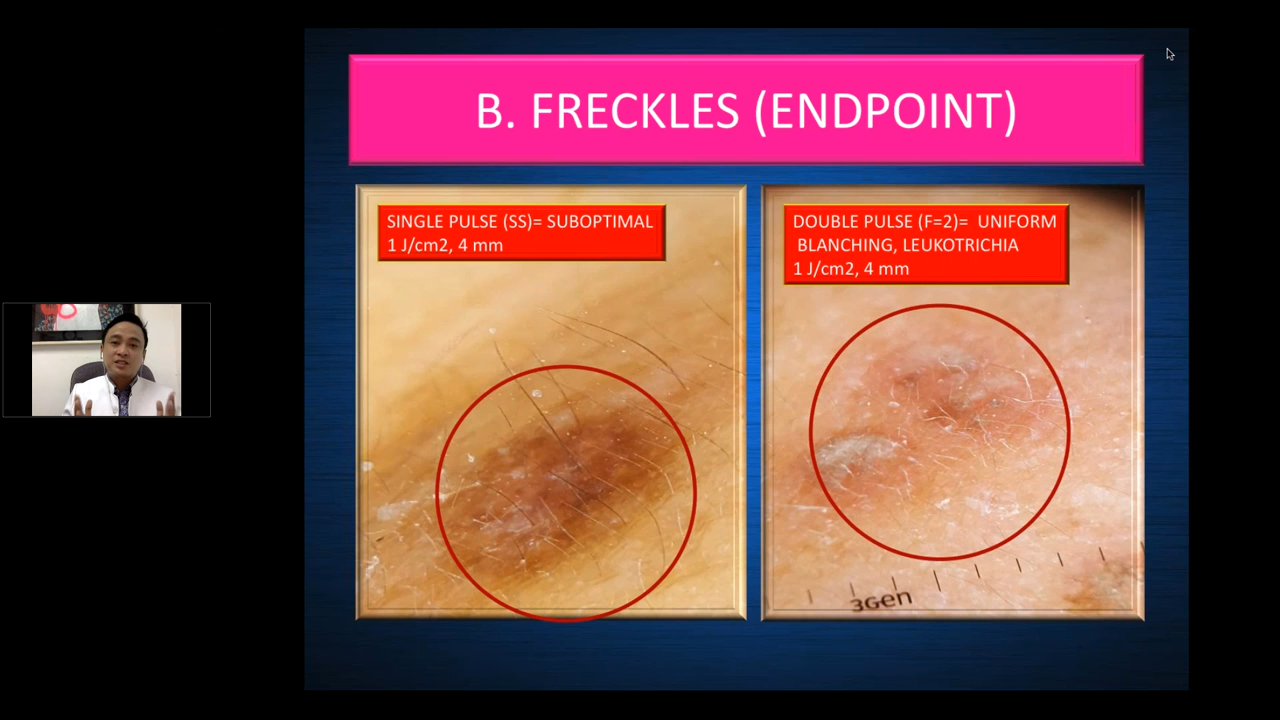 B. FRECKLES (ENDPOINT)
SINGLE PULSE (SS)= SUBOPTIMAL
1 J/cm2, 4 mm
DOUBLE PULSE (F=2)= UNIFORM
BLANCHING, LEUKOTRICHIA
1 J/cm2, 4 mm
3Gen